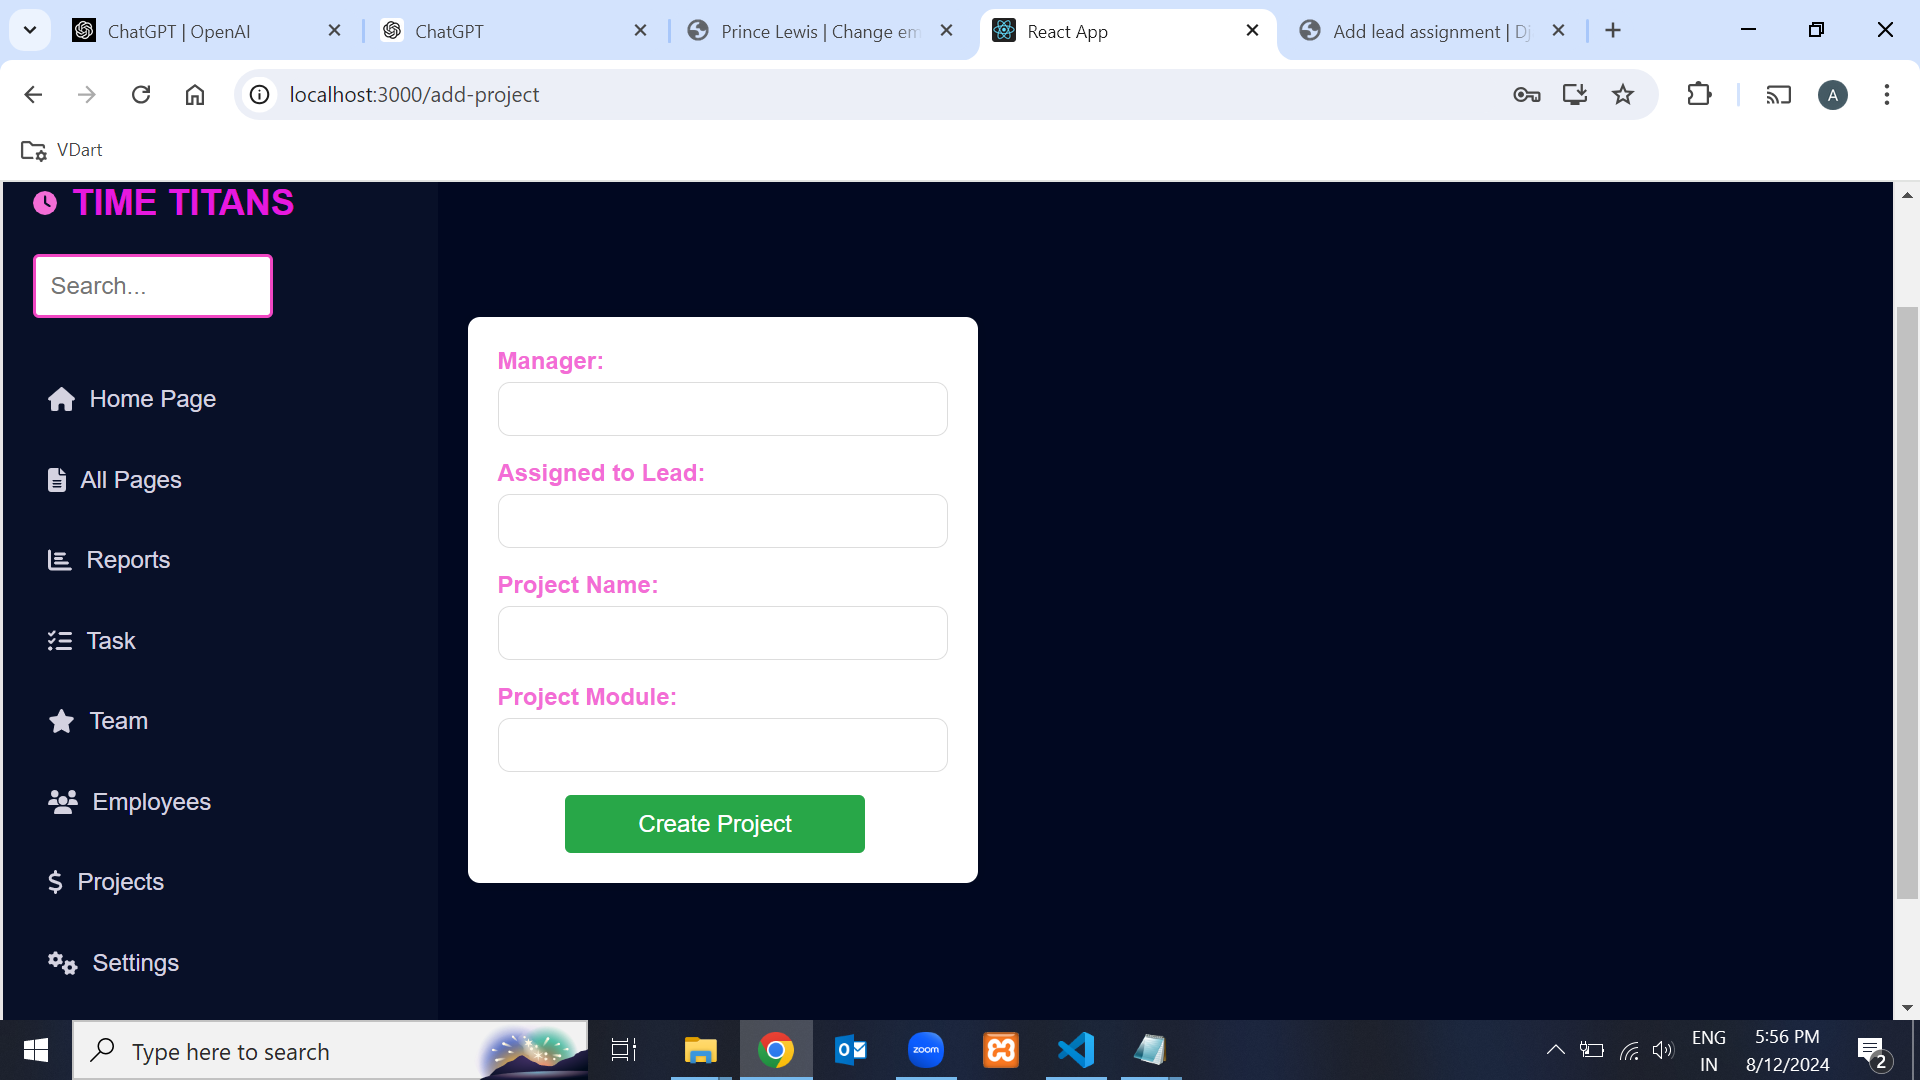 ChatGPT | OpenAI
ChatGPT
Prince Lewis | Change em
React App
Add lead assignment | Dj
localhost:3000/add-project
A
VDart
TIME TITANS
Search...
Home Page
All Pages
Reports
Task
Team
Employees
Projects
Settings
Manager:
Assigned to Lead:
Project Name:
Project Module:
Create Project
Type here to search
zoom
ENG
IN
5:56 PM
8/12/2024
2